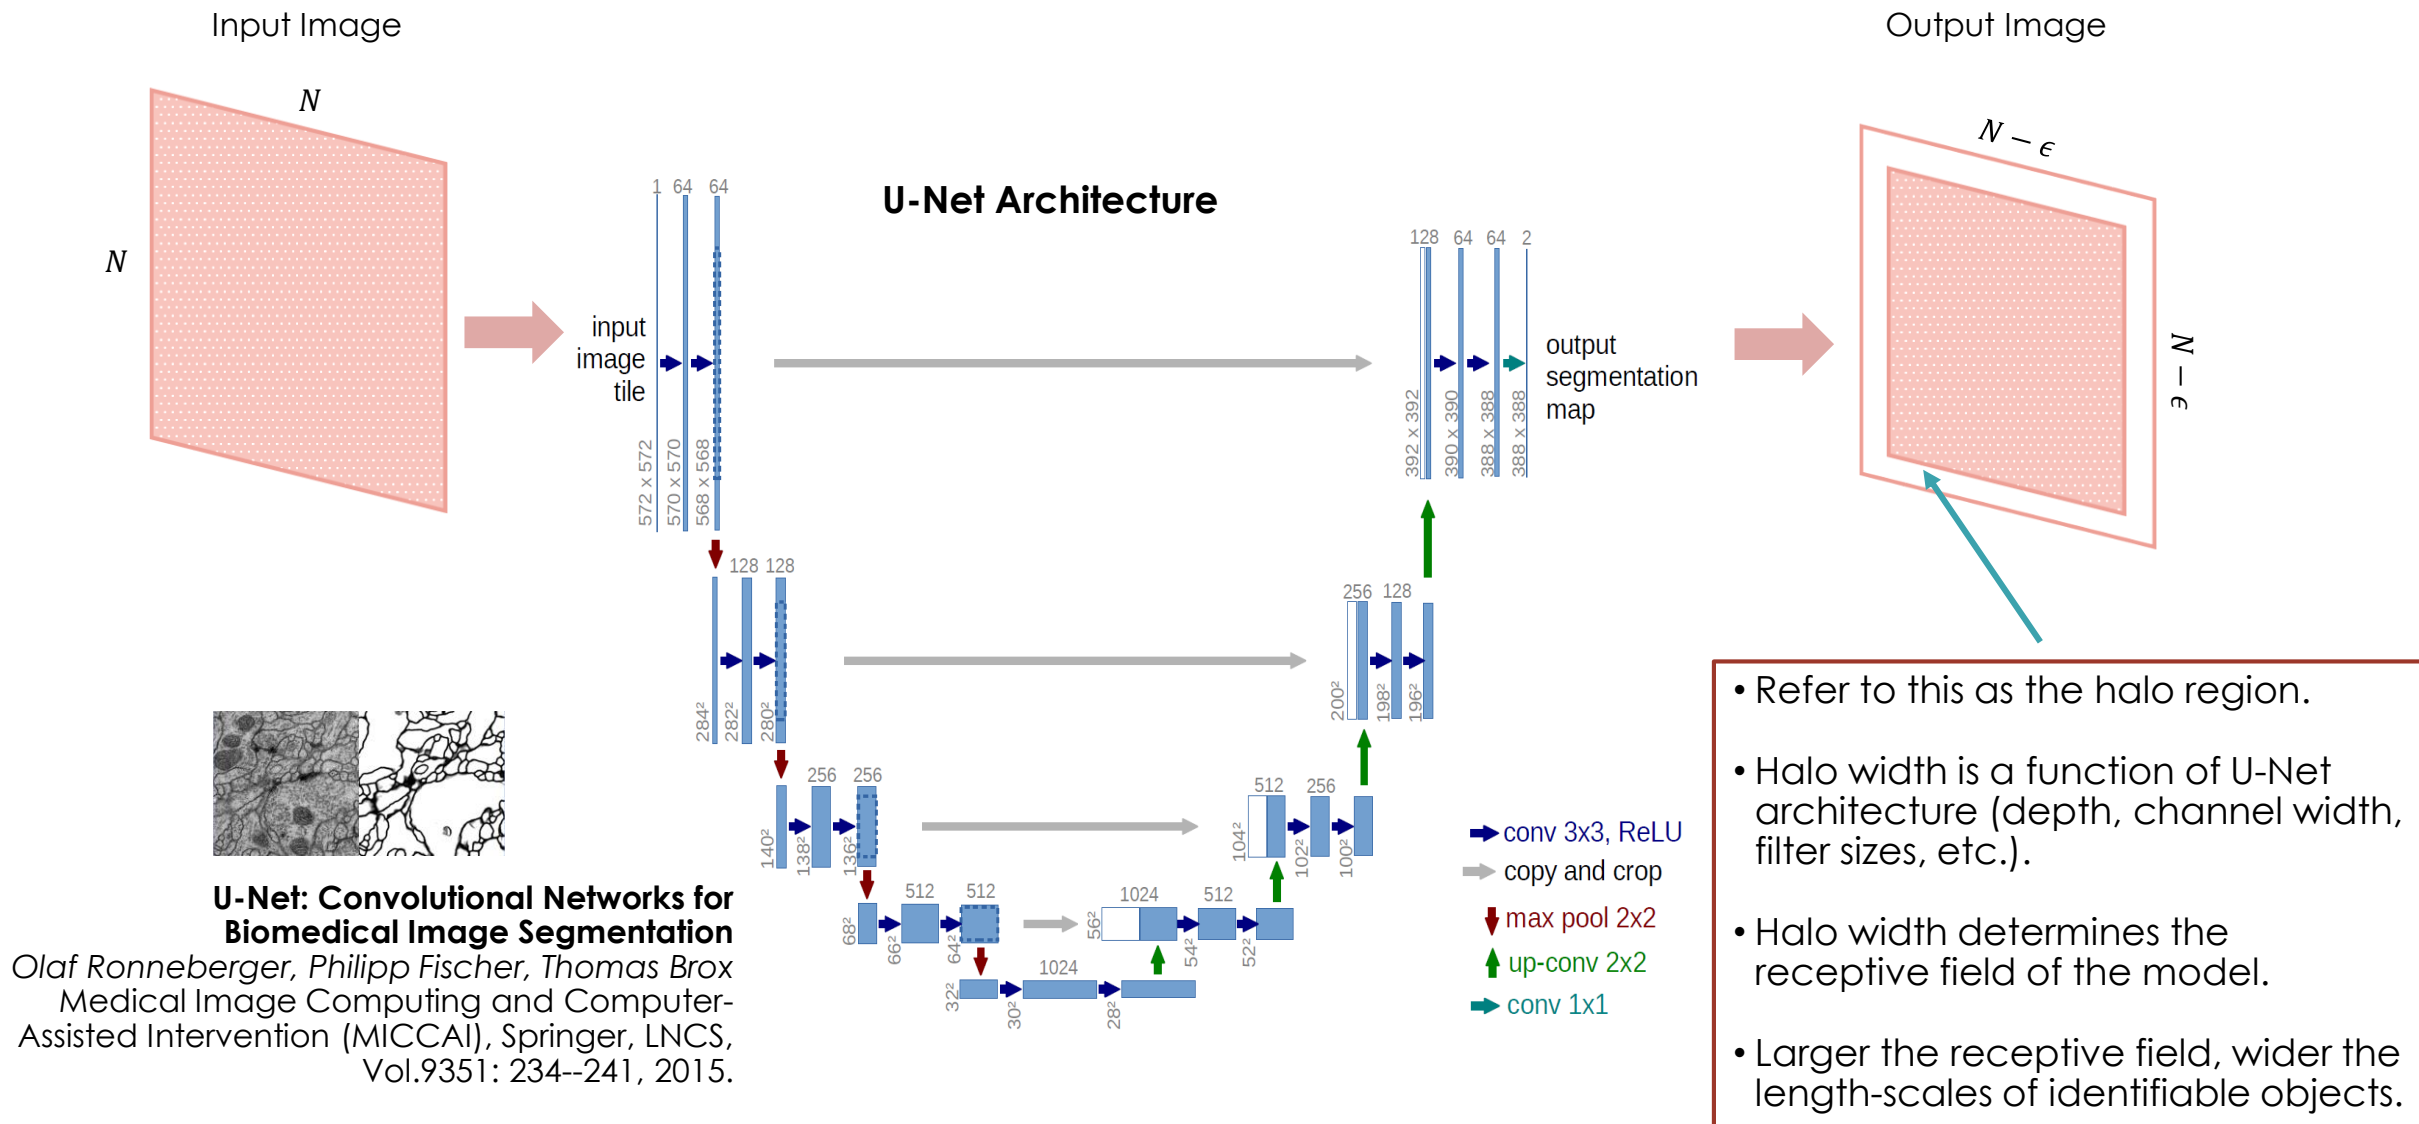 Input Image
Output Image
N
N
N − ϵ
N − ϵ
U-Net Architecture
1 64 64
input
image
tile
572 x 572
570 x 570
568 x 568
128 64 64 2
392 x 392
390 x 390
388 x 388
388 x 388
output
segmentation
map
128 128
284²
282²
280²
256 128
200²
198²
196²
256 256
140²
138²
136²
512 256
104²
102²
100²
512 512
68²
66²
64²
1024 512
56²
54²
52²
1024
32²
30²
28²
conv 3x3, ReLU
copy and crop
max pool 2x2
up-conv 2x2
conv 1x1
U-Net: Convolutional Networks for
Biomedical Image Segmentation
Olaf Ronneberger, Philipp Fischer, Thomas Brox
Medical Image Computing and Computer-
Assisted Intervention (MICCAI), Springer, LNCS,
Vol.9351: 234--241, 2015.
• Refer to this as the halo region.
• Halo width is a function of U-Net
architecture (depth, channel width,
filter sizes, etc.).
• Halo width determines the
receptive field of the model.
• Larger the receptive field, wider the
length-scales of identifiable objects.